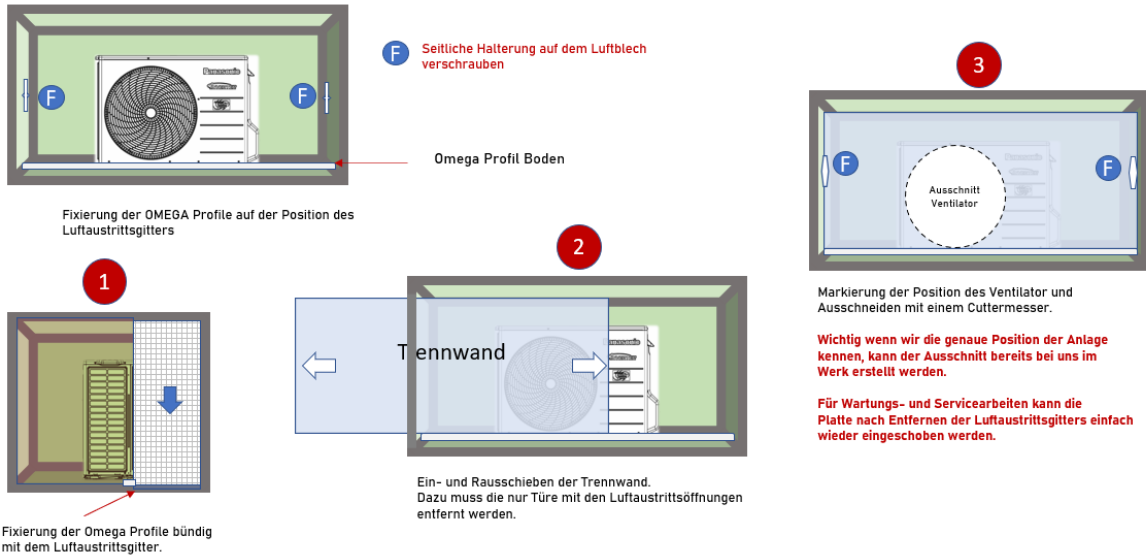 F
F
F
Seitliche Halterung auf dem Luftblech
verschrauben
Panasonic
Omega Profil Boden
Fixierung der OMEGA Profile auf der Position des
Luftaustrittsgitters
1
Fixierung der Omega Profile bündig
mit dem Luftaustrittsgitter.
2
Trennwand
Ein- und Rausschieben der Trennwand.
Dazu muss die nur Türe mit den Luftaustrittsöffnungen
entfernt werden.
3
F
F
Ausschnitt
Ventilator
Markierung der Position des Ventilator und
Ausschneiden mit einem Cuttermesser.
Wichtig wenn wir die genaue Position der Anlage
kennen, kann der Ausschnitt bereits bei uns im
Werk erstellt werden.
Für Wartungs- und Servicearbeiten kann die
Platte nach Entfernen der Luftaustrittsgitters einfach
wieder eingeschoben werden.